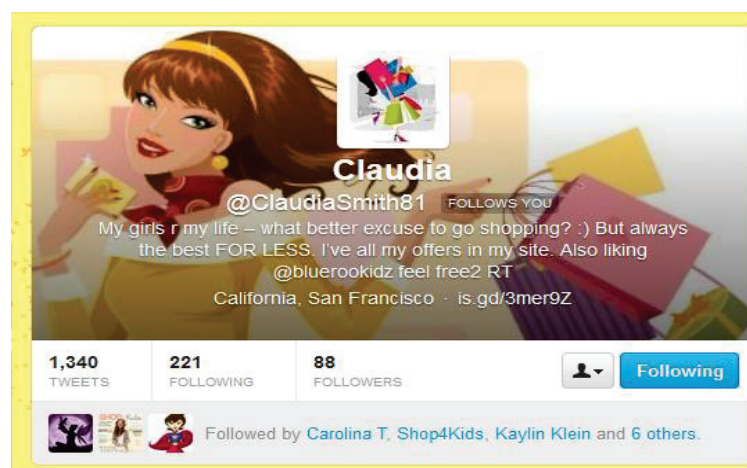 Claudia
@ClaudiaSmith81 FOLLOWS YOU
My girls r my life – what better excuse to go shopping? :) But always
the best FOR LESS. I've all my offers in my site. Also liking
@bluerookidz feel free2 RT
California, San Francisco · is.gd/3mer9Z
1,340 221 88
TWEETS FOLLOWING FOLLOWERS
Following
SHOP Kids
Followed by Carolina T, Shop4Kids, Kaylin Klein and 6 others.